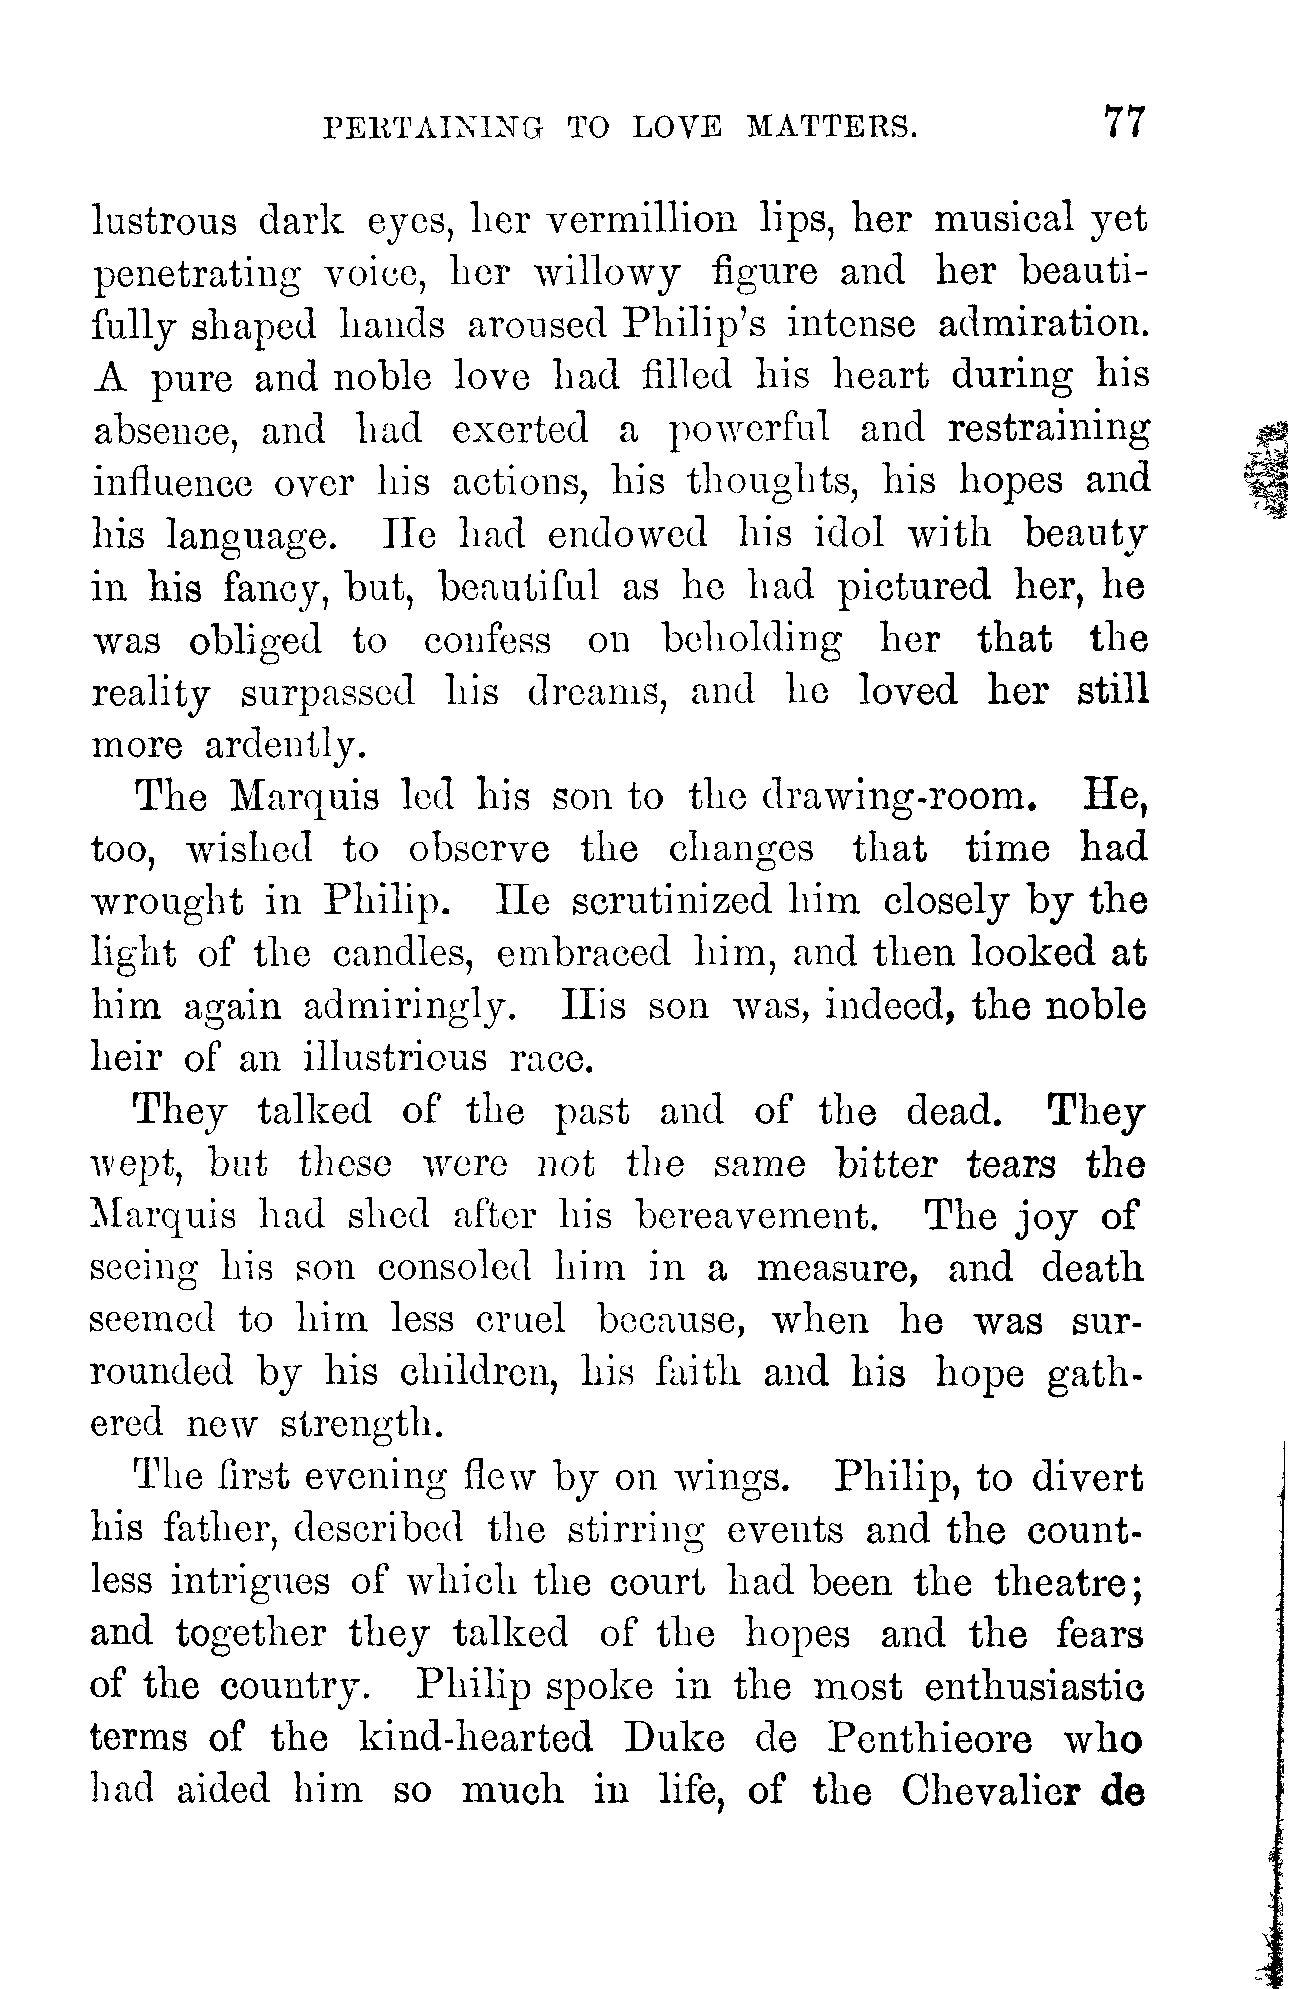 PERTAINING TO LOVE MATTERS. 77
lustrous dark eyes, her vermillion lips, her musical yet
penetrating voice, her willowy figure and her beauti-
fully shaped hands aroused Philip's intense admiration.
A pure and noble love had filled his heart during his
absence, and had exerted a powerful and restraining
influence over his actions, his thoughts, his hopes and
his language. He had endowed his idol with beauty
in his fancy, but, beautiful as he had pictured her, he
was obliged to confess on beholding her that the
reality surpassed his dreams, and he loved her still
more ardently.
The Marquis led his son to the drawing-room. He,
too, wished to observe the changes that time had
wrought in Philip. He scrutinized him closely by the
light of the candles, embraced him, and then looked at
him again admiringly. His son was, indeed, the noble
heir of an illustrious race.
They talked of the past and of the dead. They
wept, but these were not the same bitter tears the
Marquis had shed after his bereavement. The joy of
seeing his son consoled him in a measure, and death
seemed to him less cruel because, when he was sur-
rounded by his children, his faith and his hope gath-
ered new strength.
The first evening flew by on wings. Philip, to divert
his father, described the stirring events and the count-
less intrigues of which the court had been the theatre;
and together they talked of the hopes and the fears
of the country. Philip spoke in the most enthusiastic
terms of the kind-hearted Duke de Penthieore who
had aided him so much in life, of the Chevalier de